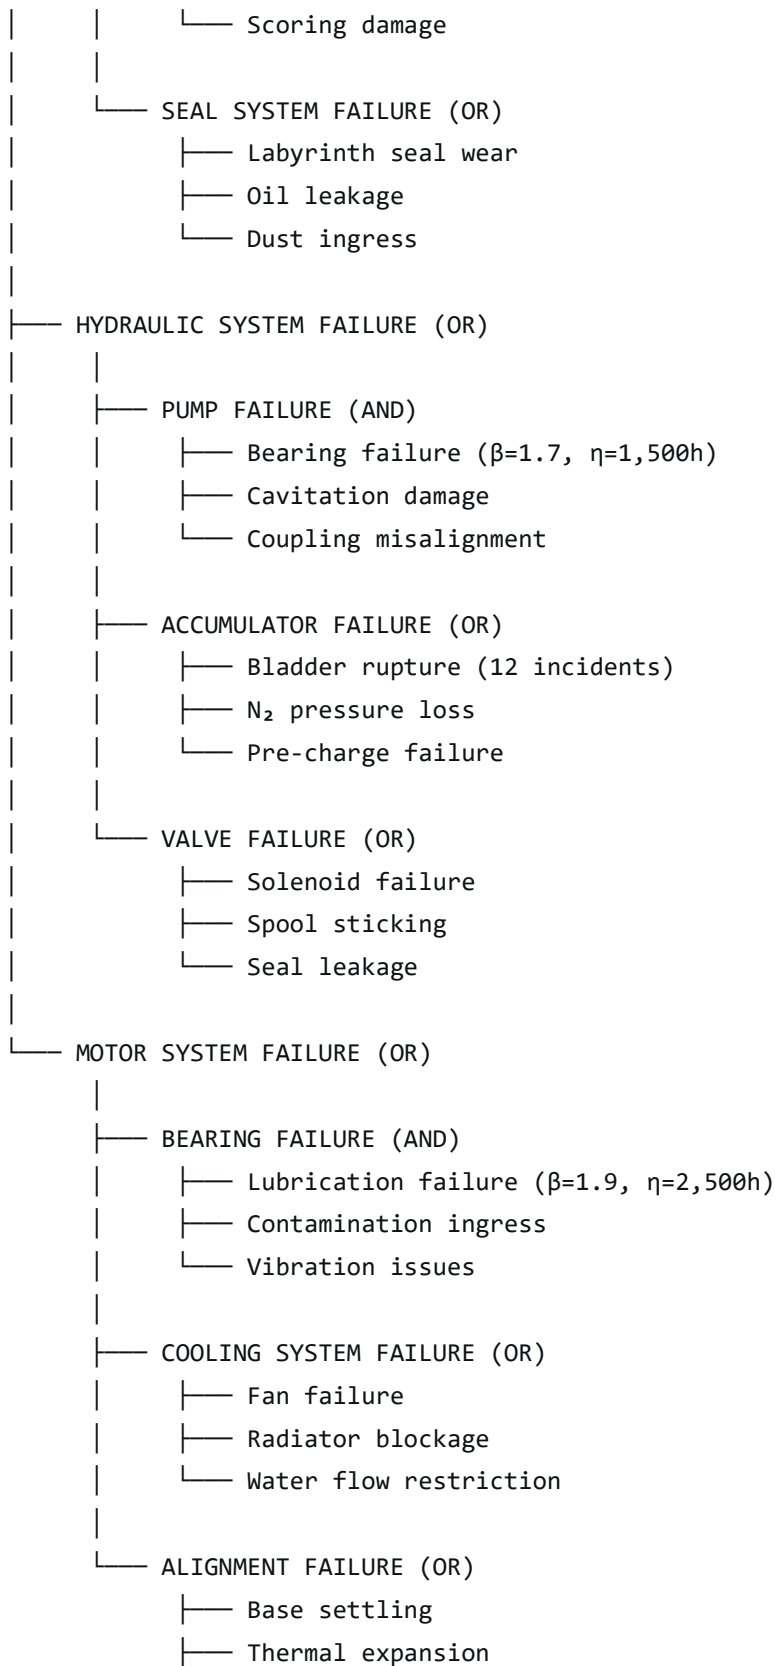 │     │     └─── Scoring damage
│     │
│     └─── SEAL SYSTEM FAILURE (OR)
│           ├─── Labyrinth seal wear
│           ├─── Oil leakage
│           └─── Dust ingress
│
├─── HYDRAULIC SYSTEM FAILURE (OR)
│     │
│     ├─── PUMP FAILURE (AND)
│     │     ├─── Bearing failure (β=1.7, η=1,500h)
│     │     ├─── Cavitation damage
│     │     └─── Coupling misalignment
│     │
│     ├─── ACCUMULATOR FAILURE (OR)
│     │     ├─── Bladder rupture (12 incidents)
│     │     ├─── N₂ pressure loss
│     │     └─── Pre-charge failure
│     │
│     └─── VALVE FAILURE (OR)
│           ├─── Solenoid failure
│           ├─── Spool sticking
│           └─── Seal leakage
│
└─── MOTOR SYSTEM FAILURE (OR)
      │
      ├─── BEARING FAILURE (AND)
      │     ├─── Lubrication failure (β=1.9, η=2,500h)
      │     ├─── Contamination ingress
      │     └─── Vibration issues
      │
      ├─── COOLING SYSTEM FAILURE (OR)
      │     ├─── Fan failure
      │     ├─── Radiator blockage
      │     └─── Water flow restriction
      │
      └─── ALIGNMENT FAILURE (OR)
            ├─── Base settling
            ├─── Thermal expansion